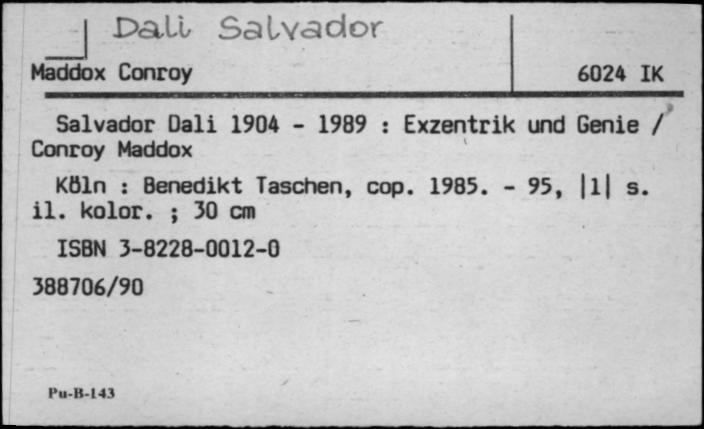 Dali Salvador
Maddox Conroy 6024 IK
Salvador Dali 1904 - 1989 : Exzentrik und Genie /
Conroy Maddox
Köln : Benedikt Taschen, cop. 1985. - 95, |1| s.
il. kolor. ; 30 cm
ISBN 3-8228-0012-0
388706/90
Pu-B-143